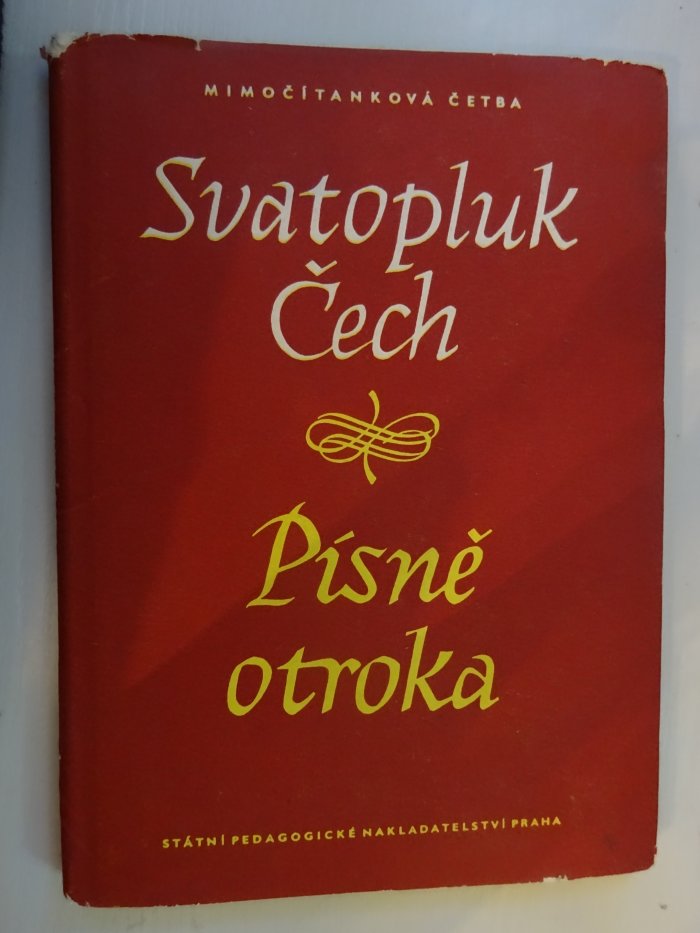 MIMOČÍTANKOVÁ ČETBA
Svatopluk
Čech
Písně
otroka
STÁTNÍ PEDAGOGICKÉ NAKLADATELSTVÍ PRAHA